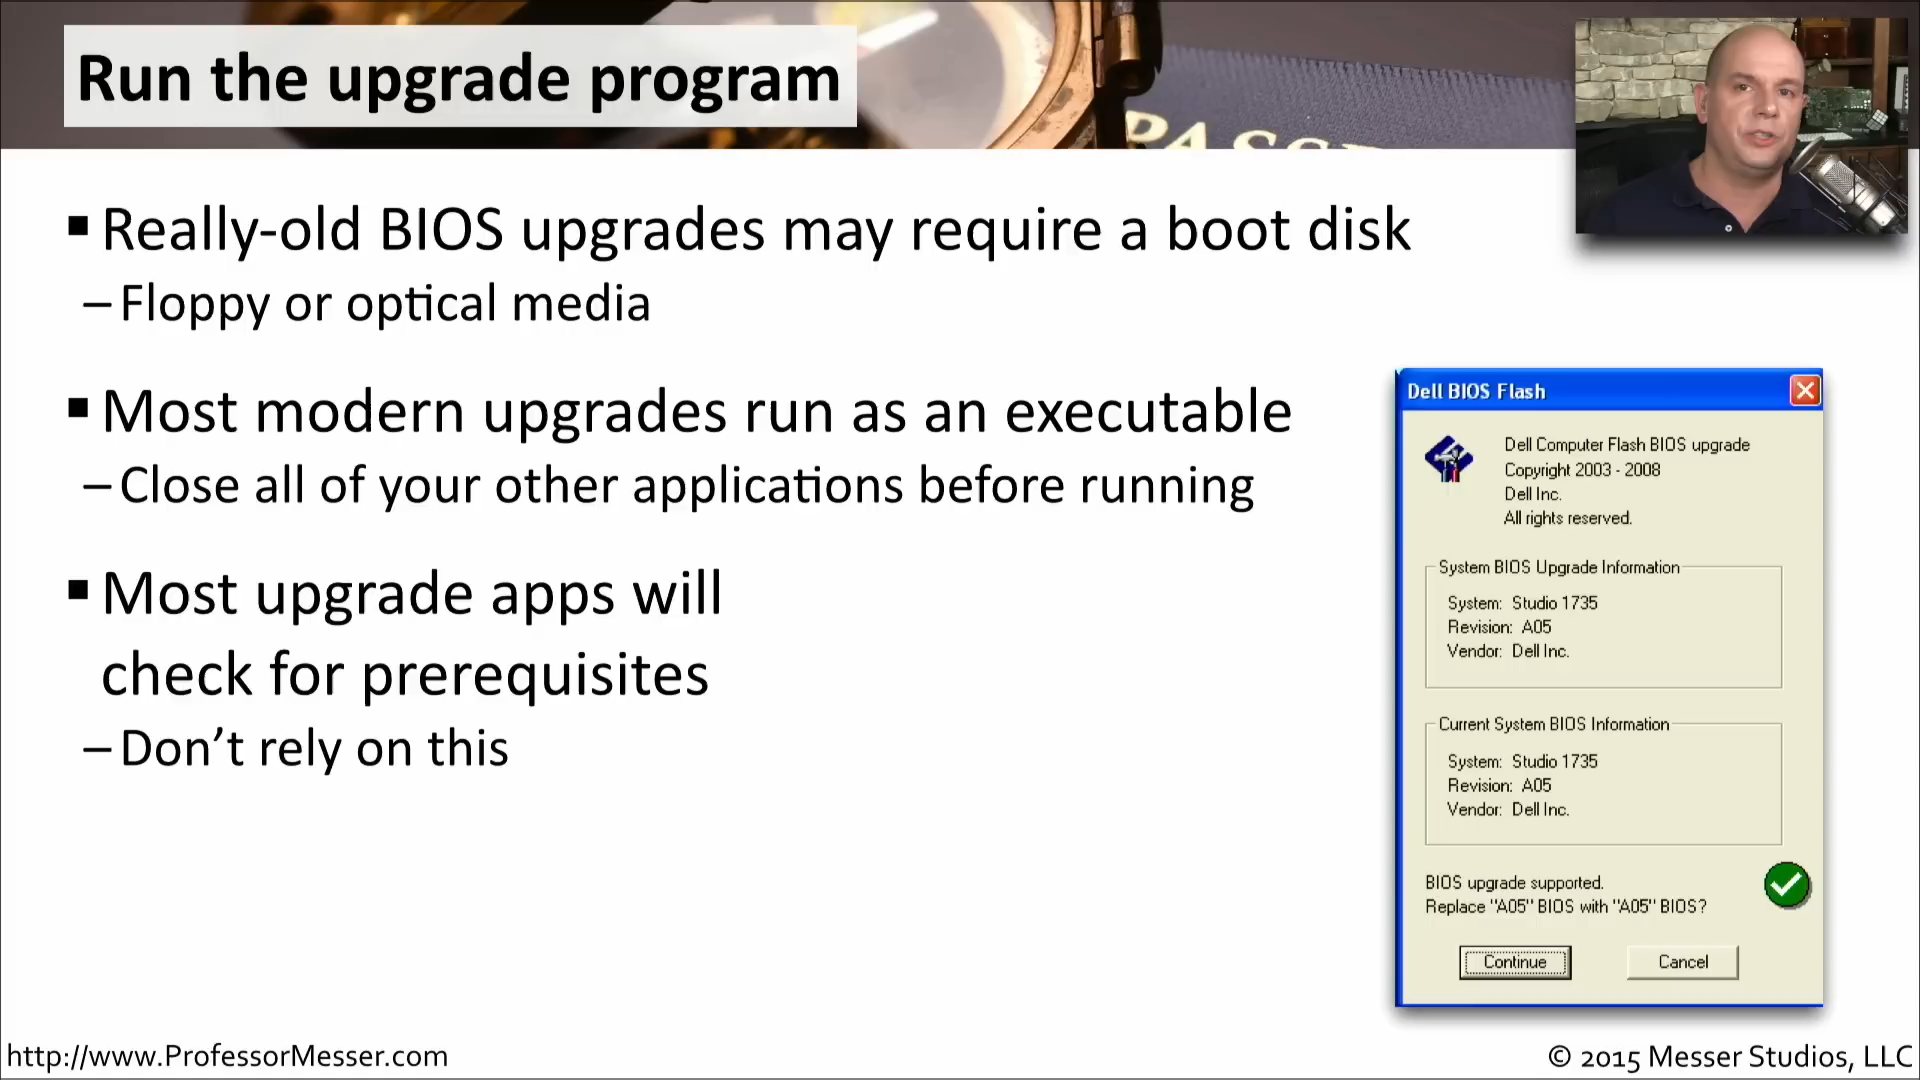 Run the upgrade program
PASSP
▪ Really-old BIOS upgrades may require a boot disk
– Floppy or optical media
▪ Most modern upgrades run as an executable
– Close all of your other applications before running
▪ Most upgrade apps will
check for prerequisites
– Don’t rely on this
Dell BIOS Flash
Dell Computer Flash BIOS upgrade
Copyright 2003 - 2008
Dell Inc.
All rights reserved.
System BIOS Upgrade Information
System: Studio 1735
Revision: A05
Vendor: Dell Inc.
Current System BIOS Information
System: Studio 1735
Revision: A05
Vendor: Dell Inc.
BIOS upgrade supported.
Replace "A05" BIOS with "A05" BIOS?
Continue Cancel
http://www.ProfessorMesser.com
© 2015 Messer Studios, LLC